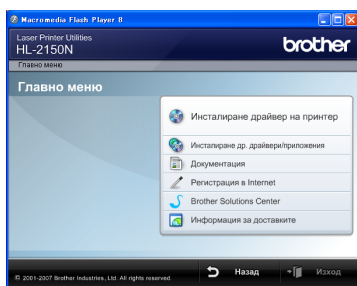 Macromedia Flash Player 8
Laser Printer Utilities
HL-2150N
brother
Главно меню
Главно меню
Инсталиране драйвер на принтер
Инсталиране др. драйвери/приложения
Документация
Регистрация в Internet
Brother Solutions Center
Информация за доставките
© 2001-2007 Brother Industries., Ltd. All rights reserved.
Назад
Изход